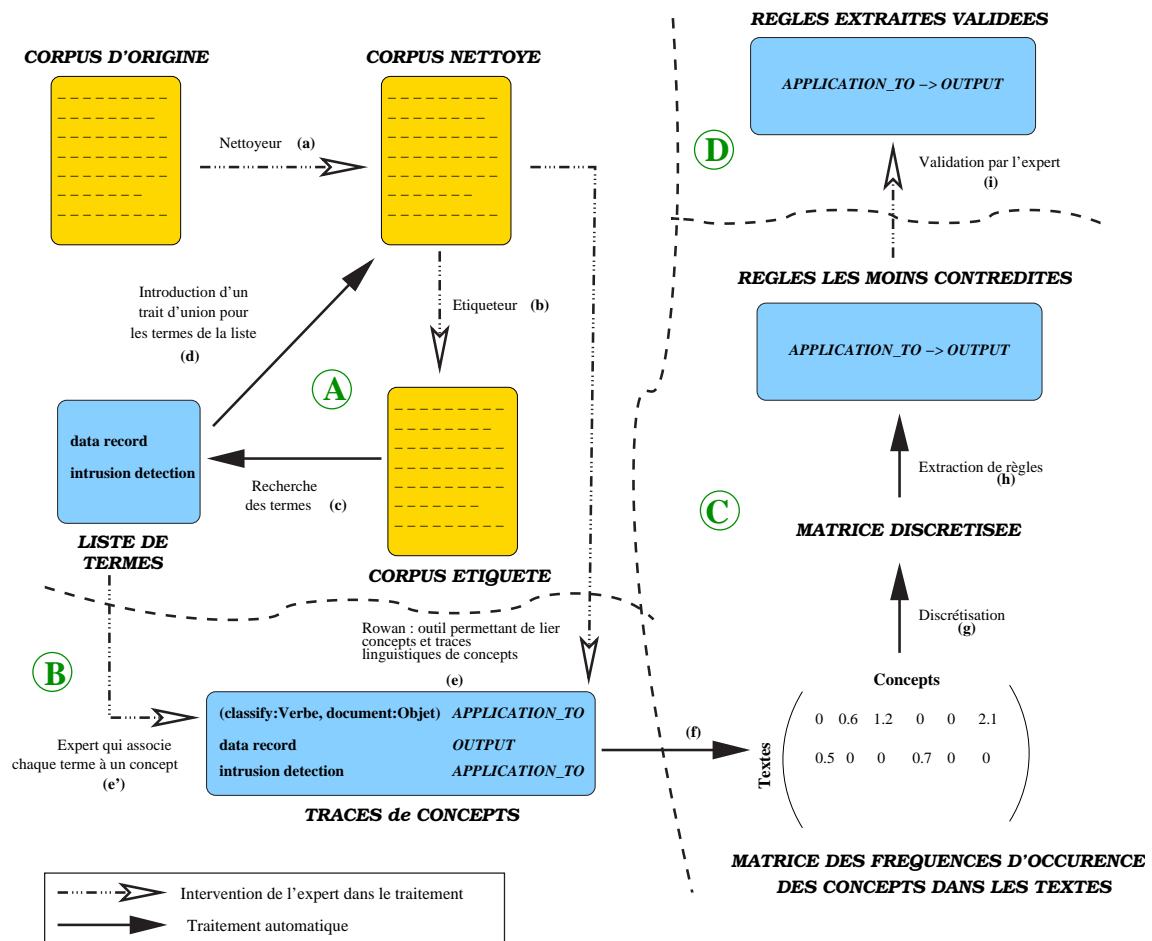 CORPUS D'ORIGINE
CORPUS NETTOYE
Nettoyeur (a)
Introduction d'un
trait d'union pour
les termes de la liste
(d)
Etiqueteur (b)
A
data record
intrusion detection
LISTE DE
TERMES
Recherche
des termes (c)
CORPUS ETIQUETE
B
Rowan : outil permettant de lier
concepts et traces
linguistiques de concepts
(e)
Expert qui associe
chaque terme à un concept
(e')
(classify:Verbe, document:Objet) APPLICATION_TO
data record OUTPUT
intrusion detection APPLICATION_TO
TRACES de CONCEPTS
(f)
REGLES EXTRAITES VALIDEES
APPLICATION_TO –> OUTPUT
D
Validation par l'expert
(i)
REGLES LES MOINS CONTREDITES
APPLICATION_TO –> OUTPUT
Extraction de règles
(h)
C
MATRICE DISCRETISEE
Discrétisation
(g)
Concepts
Textes
0 0.6 1.2 0 0 2.1
0.5 0 0 0.7 0 0
MATRICE DES FREQUENCES D'OCCURENCE
DES CONCEPTS DANS LES TEXTES
Intervention de l'expert dans le traitement
Traitement automatique